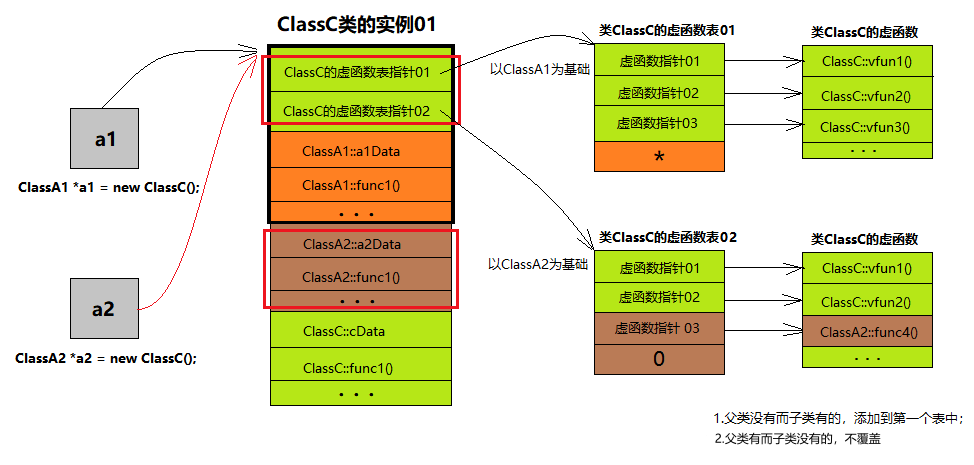 ClassC类的实例01
ClassC的虚函数表指针01
ClassC的虚函数表指针02
ClassA1::a1Data
ClassA1::func1()
. . .
ClassA2::a2Data
ClassA2::func1()
. . .
ClassC::cData
ClassC::func1()
. . .
a1
ClassA1 *a1 = new ClassC();
a2
ClassA2 *a2 = new ClassC();
以ClassA1为基础
类ClassC的虚函数表01
虚函数指针01
虚函数指针02
虚函数指针03
*
类ClassC的虚函数
ClassC::vfun1()
ClassC::vfun2()
ClassC::vfun3()
. . .
以ClassA2为基础
类ClassC的虚函数表02
虚函数指针01
虚函数指针02
虚函数指针 03
0
类ClassC的虚函数
ClassC::vfun1()
ClassC::vfun2()
ClassA2::func4()
. . .
1.父类没有而子类有的，添加到第一个表中；
2.父类有而子类没有的，不覆盖